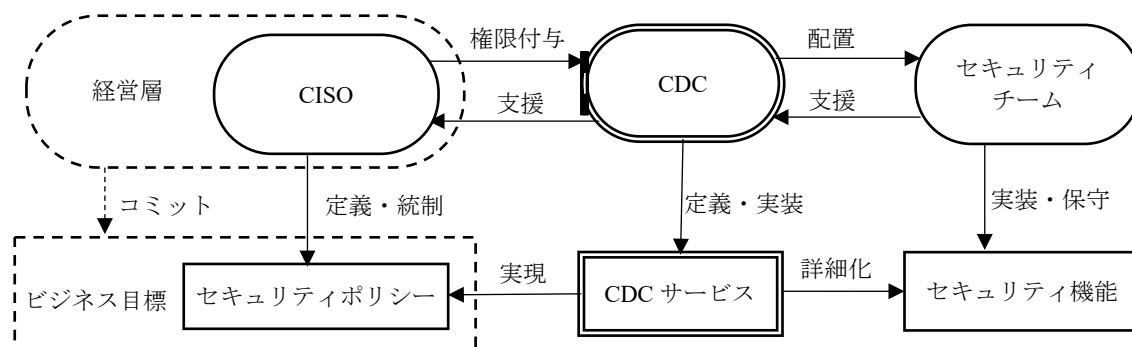 権限付与
配置
経営層
CISO
CDC
セキュリティ
チーム
支援
支援
コミット
定義・統制
定義・実装
実装・保守
ビジネス目標
セキュリティポリシー
実現
CDC サービス
詳細化
セキュリティ機能